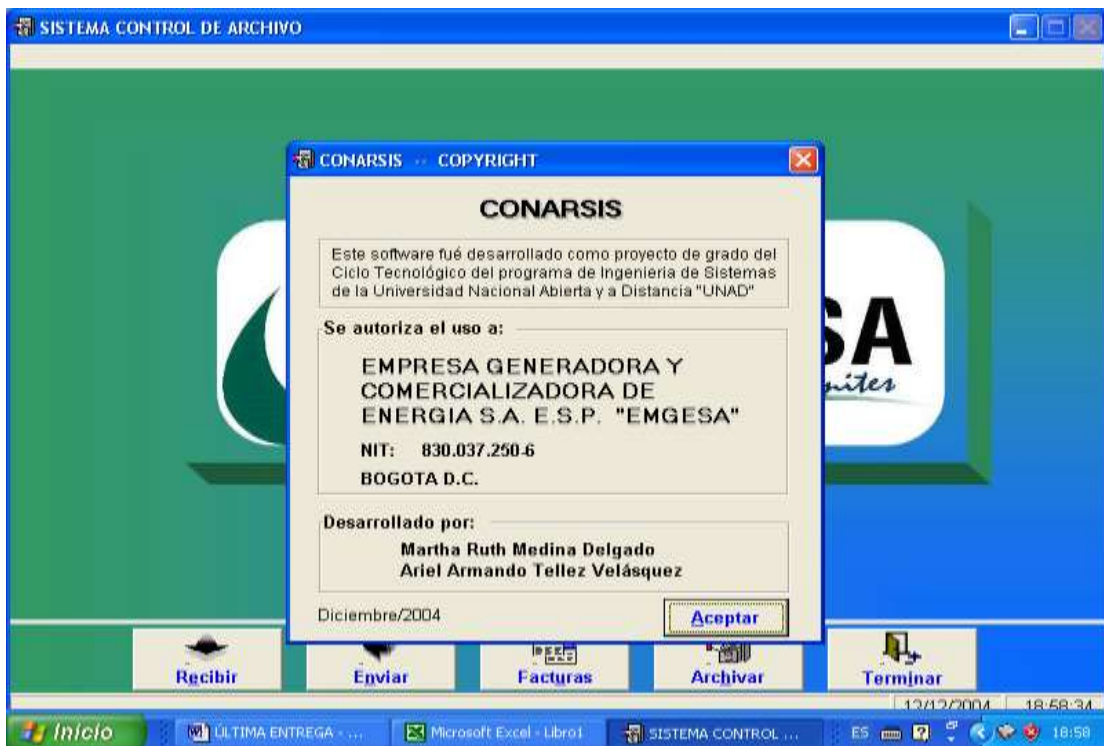 SISTEMA CONTROL DE ARCHIVO
CONARSIS -- COPYRIGHT
CONARSIS
Este software fué desarrollado como proyecto de grado del
Ciclo Tecnológico del programa de Ingenieria de Sistemas
de la Universidad Nacional Abierta y a Distancia "UNAD"
Se autoriza el uso a:
EMPRESA GENERADORA Y
COMERCIALIZADORA DE
ENERGIA S.A. E.S.P. "EMGESA"
NIT: 830.037.250-6
BOGOTA D.C.
SA
Desarrollado por:
Martha Ruth Medina Delgado
Ariel Armando Tellez Velásquez
Diciembre/2004
Aceptar
Recibir Enviar Facturas Archivar Terminar
12/12/2004 18:58:34
Inicio ÚLTIMA ENTREGA - ... Microsoft Excel - Libro1 SISTEMA CONTROL ... ES 18:58